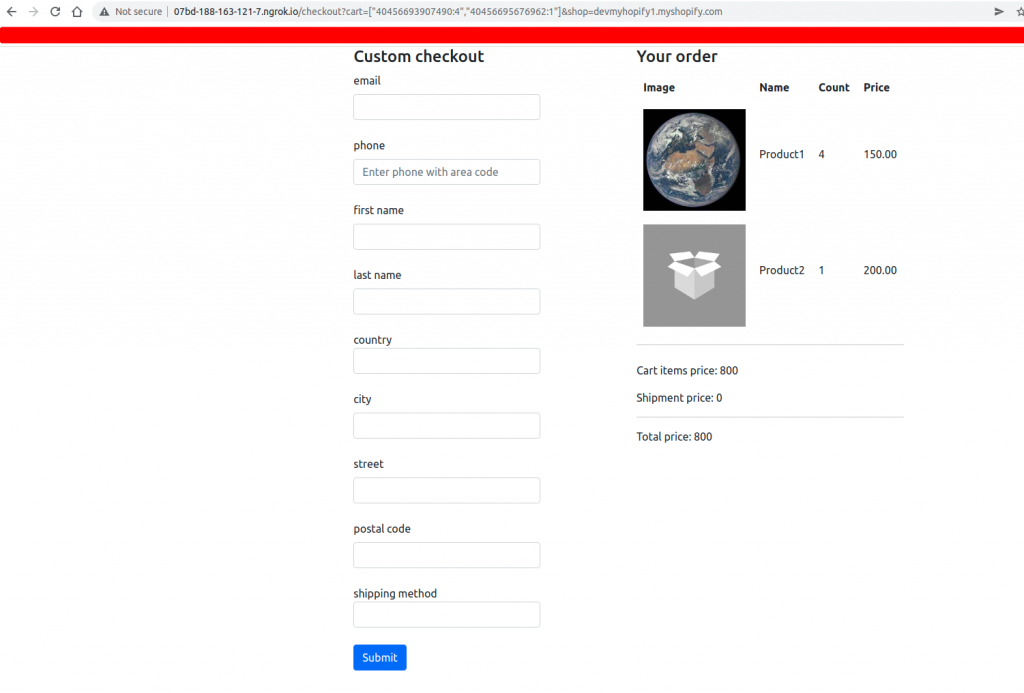 Not secure | 07bd-188-163-121-7.ngrok.io/checkout?cart=["40456693907490:4","40456695676962:1"]&shop=devmyhopify1.myshopify.com
Custom checkout
email
phone
Enter phone with area code
first name
last name
country
city
street
postal code
shipping method
Submit
Your order
Image Name Count Price
Product1 4 150.00
Product2 1 200.00
Cart items price: 800
Shipment price: 0
Total price: 800